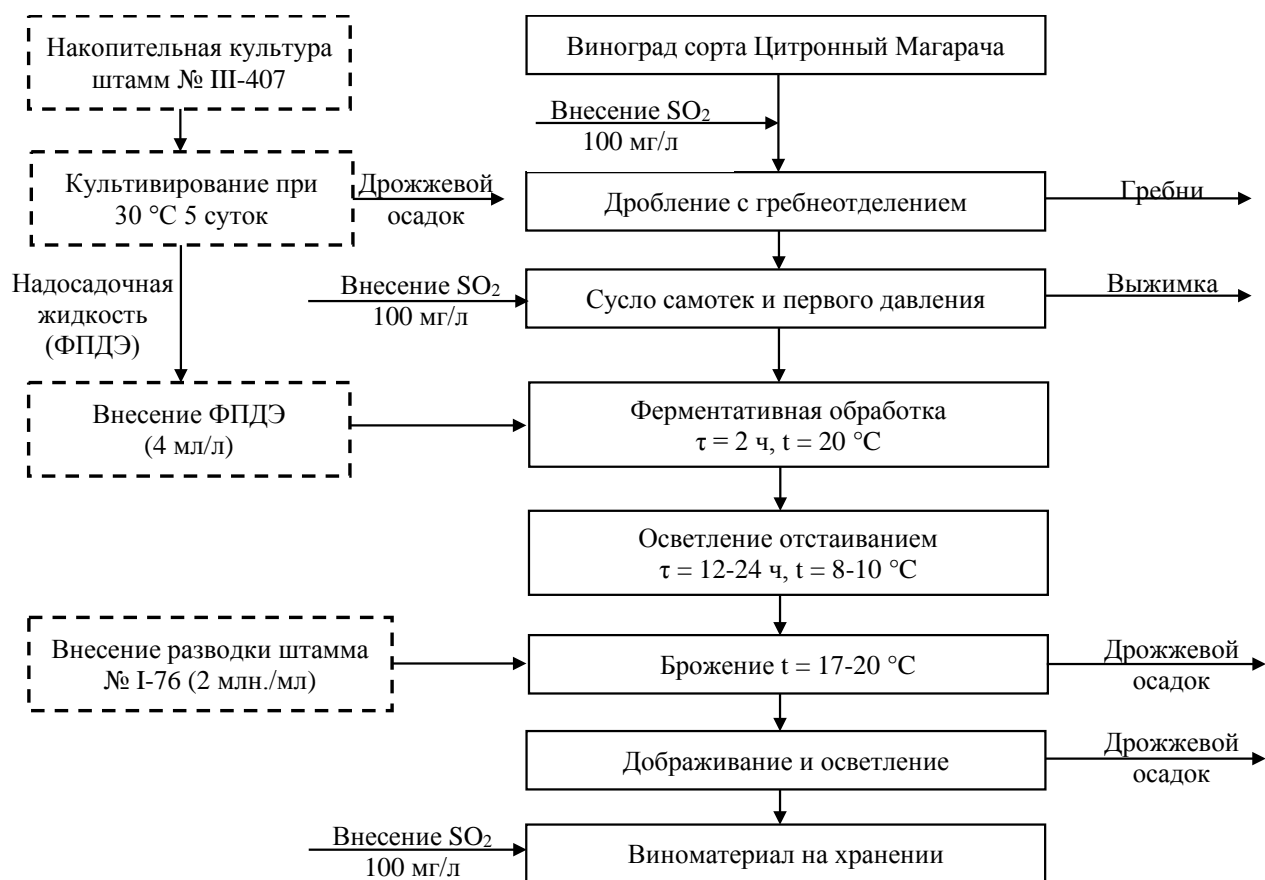 Накопительная культура
штамм № III-407
Виноград сорта Цитронный Магарача
Внесение SO₂
100 мг/л
Культивирование при
30 °C 5 суток
Дрожжевой
осадок
Дробление с гребнеотделением
Гребни
Надосадочная
жидкость
(ФПДЭ)
Внесение SO₂
100 мг/л
Сусло самотек и первого давления
Выжимка
Внесение ФПДЭ
(4 мл/л)
Ферментативная обработка
τ = 2 ч, t = 20 °C
Осветление отстаиванием
τ = 12-24 ч, t = 8-10 °C
Внесение разводки штамма
№ I-76 (2 млн./мл)
Брожение t = 17-20 °C
Дрожжевой
осадок
Дображивание и осветление
Дрожжевой
осадок
Внесение SO₂
100 мг/л
Виноматериал на хранении